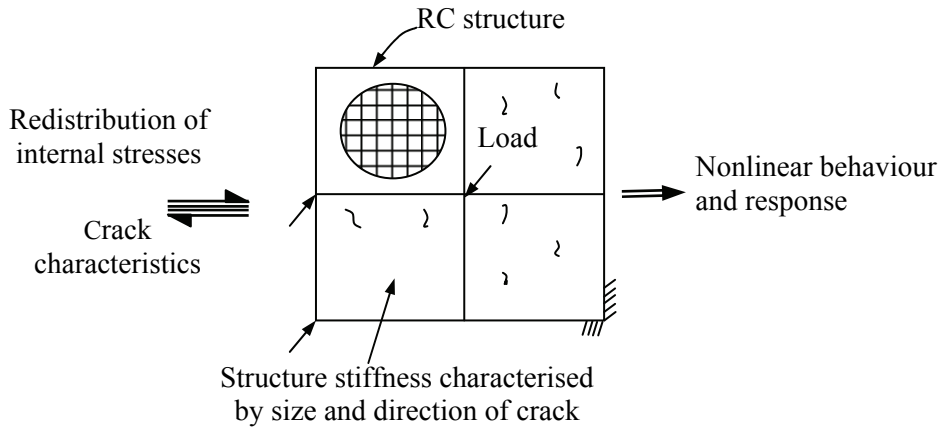 RC structure
Redistribution of
internal stresses
Load
Nonlinear behaviour
and response
Crack
characteristics
Structure stiffness characterised
by size and direction of crack